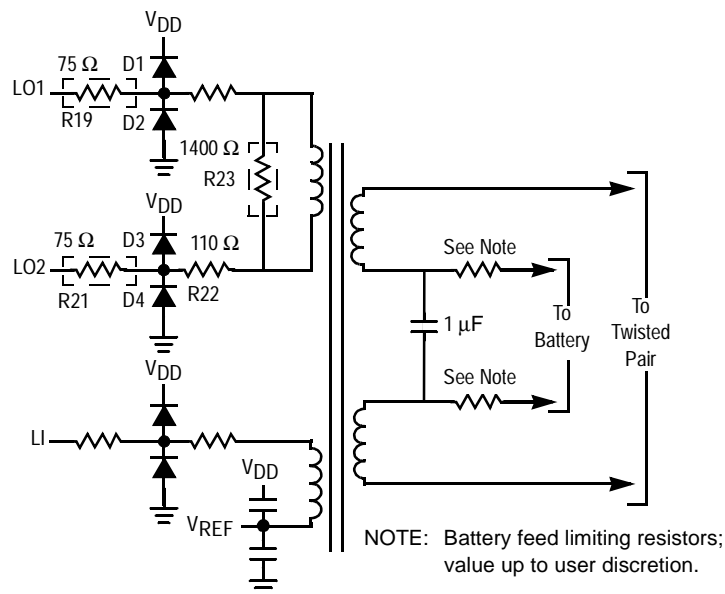 VDD
75 Ω
D1
LO1
R19
D2
1400 Ω
R23
VDD
75 Ω
D3
110 Ω
LO2
R21
D4
R22
See Note
1 µF
To
Battery
To
Twisted
Pair
See Note
VDD
LI
VDD
VREF
NOTE: Battery feed limiting resistors;
value up to user discretion.